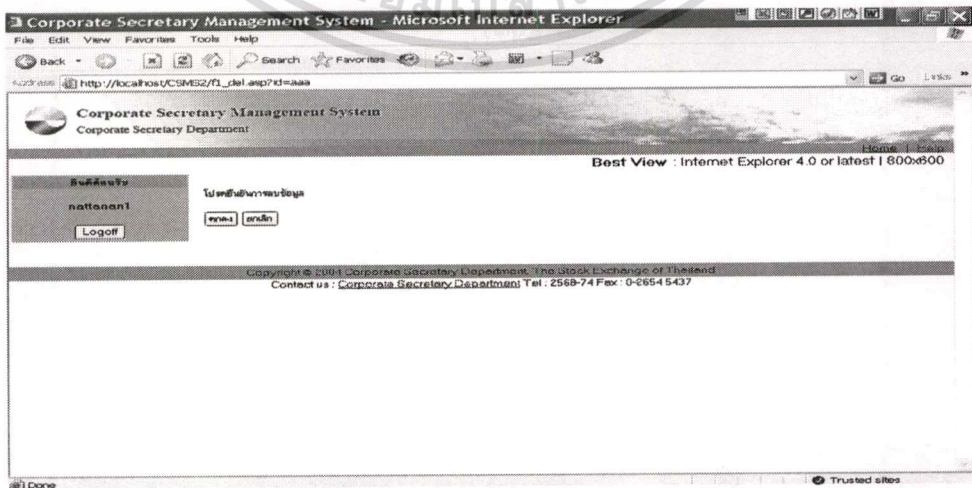 Corporate Secretary Management System - Microsoft Internet Explorer
File Edit View Favorites Tools Help
Back Search Favorites
Address http://localhost/CSMS2/f1_del.asp?id=aaa Go Links
Corporate Secretary Management System
Corporate Secretary Department
Home | Help
Best View : Internet Explorer 4.0 or latest | 800x600
ยินดีต้อนรับ
nattanan1
Logoff
โปรดยืนยันการลบข้อมูล
ตกลง ยกเลิก
Copyright © 2004 Corporate Secretary Department, The Stock Exchange of Thailand
Contact us : Corporate Secretary Department Tel : 2568-74 Fax : 0-2654 5437
Done Trusted sites